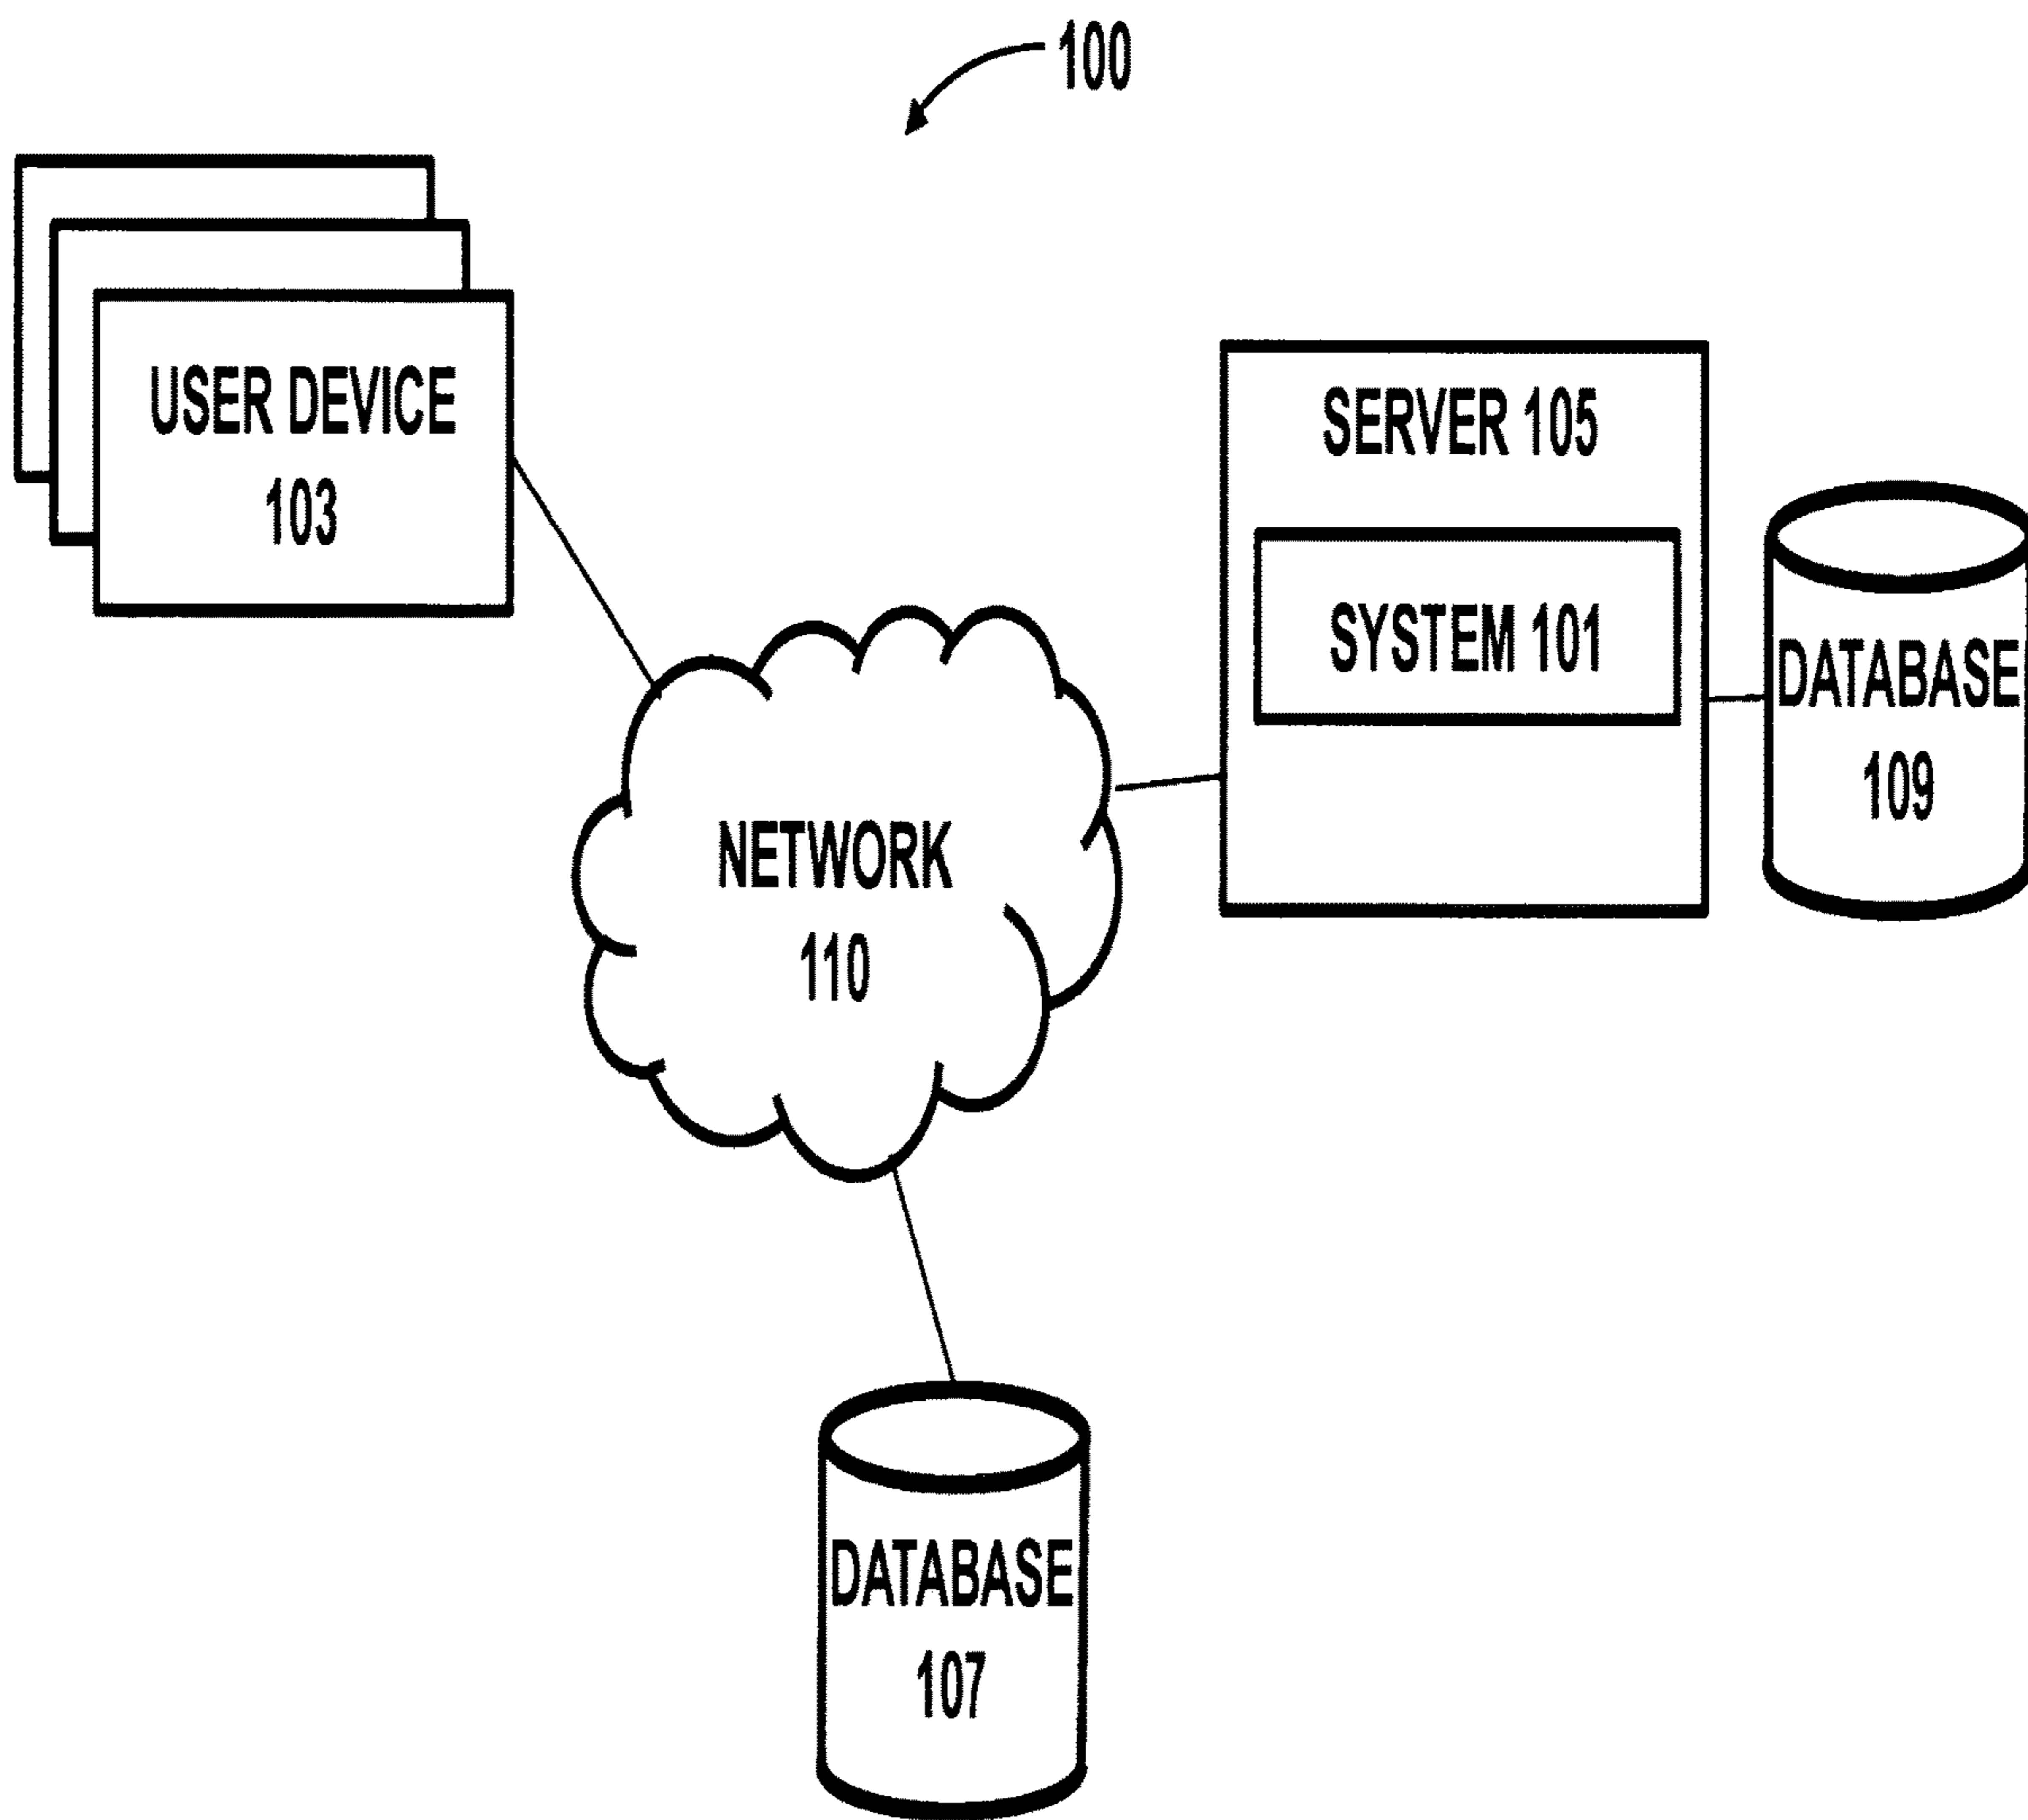 100
USER DEVICE
103
SERVER 105
SYSTEM 101
DATABASE
109
NETWORK
110
DATABASE
107